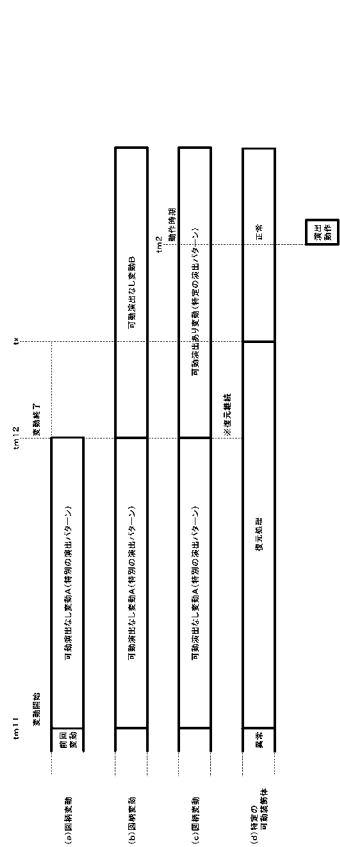 tm11
変動開始
tm12
変動終了
tx
(a)図柄変動
前回
変動
可動演出なし変動A(特別の演出パターン)
(b)図柄変動
可動演出なし変動A(特別の演出パターン)
可動演出なし変動B
tm2
動作時期
(c)図柄変動
可動演出なし変動A(特別の演出パターン)
可動演出あり変動(特定の演出パターン)
※復元継続
(d)特定の
可動装飾体
異常
復元処理
正常
演出
動作